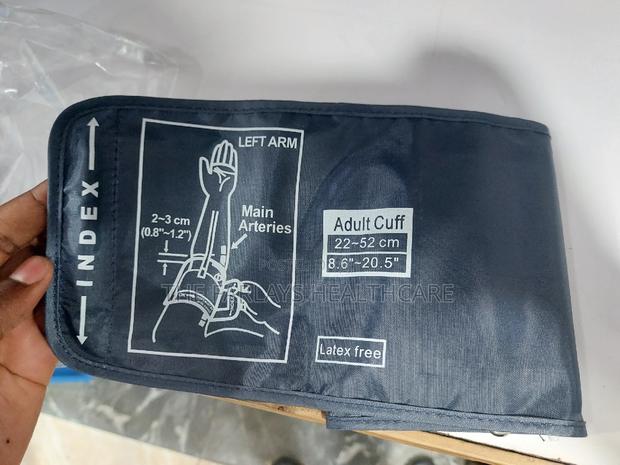 INDEX
LEFT ARM
2~3 cm
(0.8"~1.2")
Main
Arteries
Adult Cuff
22~52 cm
8.6"~20.5"
Latex free